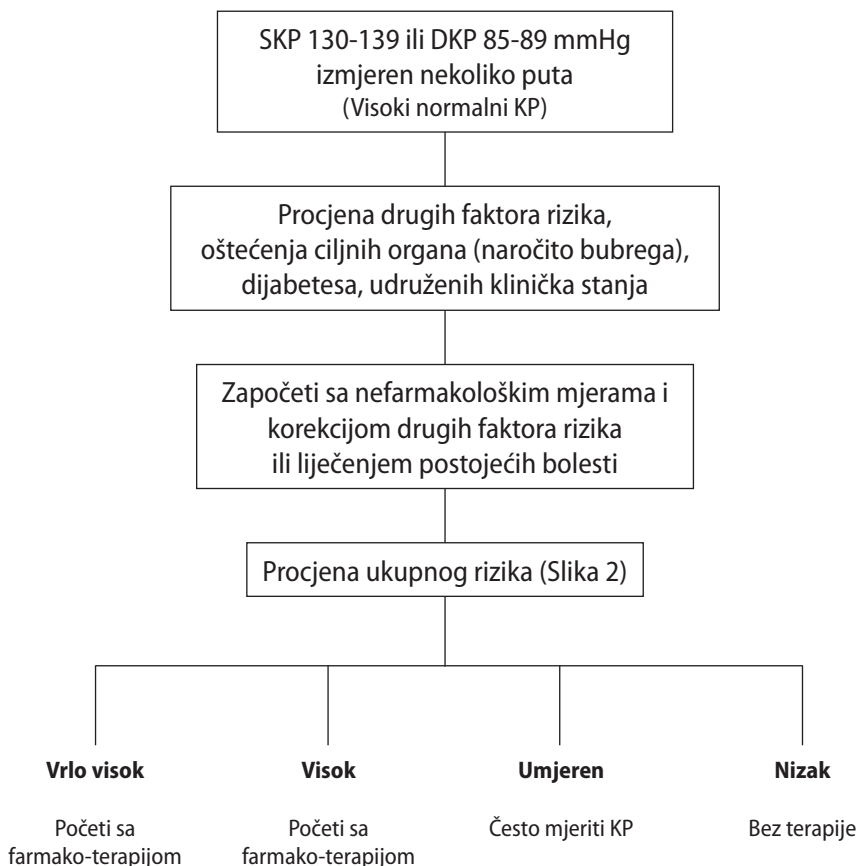 SKP 130-139 ili DKP 85-89 mmHg
izmjeren nekoliko puta
(Visoki normalni KP)
Procjena drugih faktora rizika,
oštećenja ciljnih organa (naročito bubrega),
dijabetesa, udruženih klinička stanja
Započeti sa nefarmakološkim mjerama i
korekcijom drugih faktora rizika
ili liječenjem postojećih bolesti
Procjena ukupnog rizika (Slika 2)
Vrlo visok
Početi sa
farmako-terapijom
Visok
Početi sa
farmako-terapijom
Umjeren
Često mjeriti KP
Nizak
Bez terapije